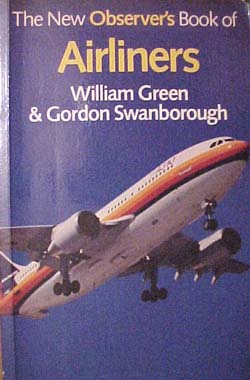 The New Observer's Book of
Airliners
William Green
& Gordon Swanborough